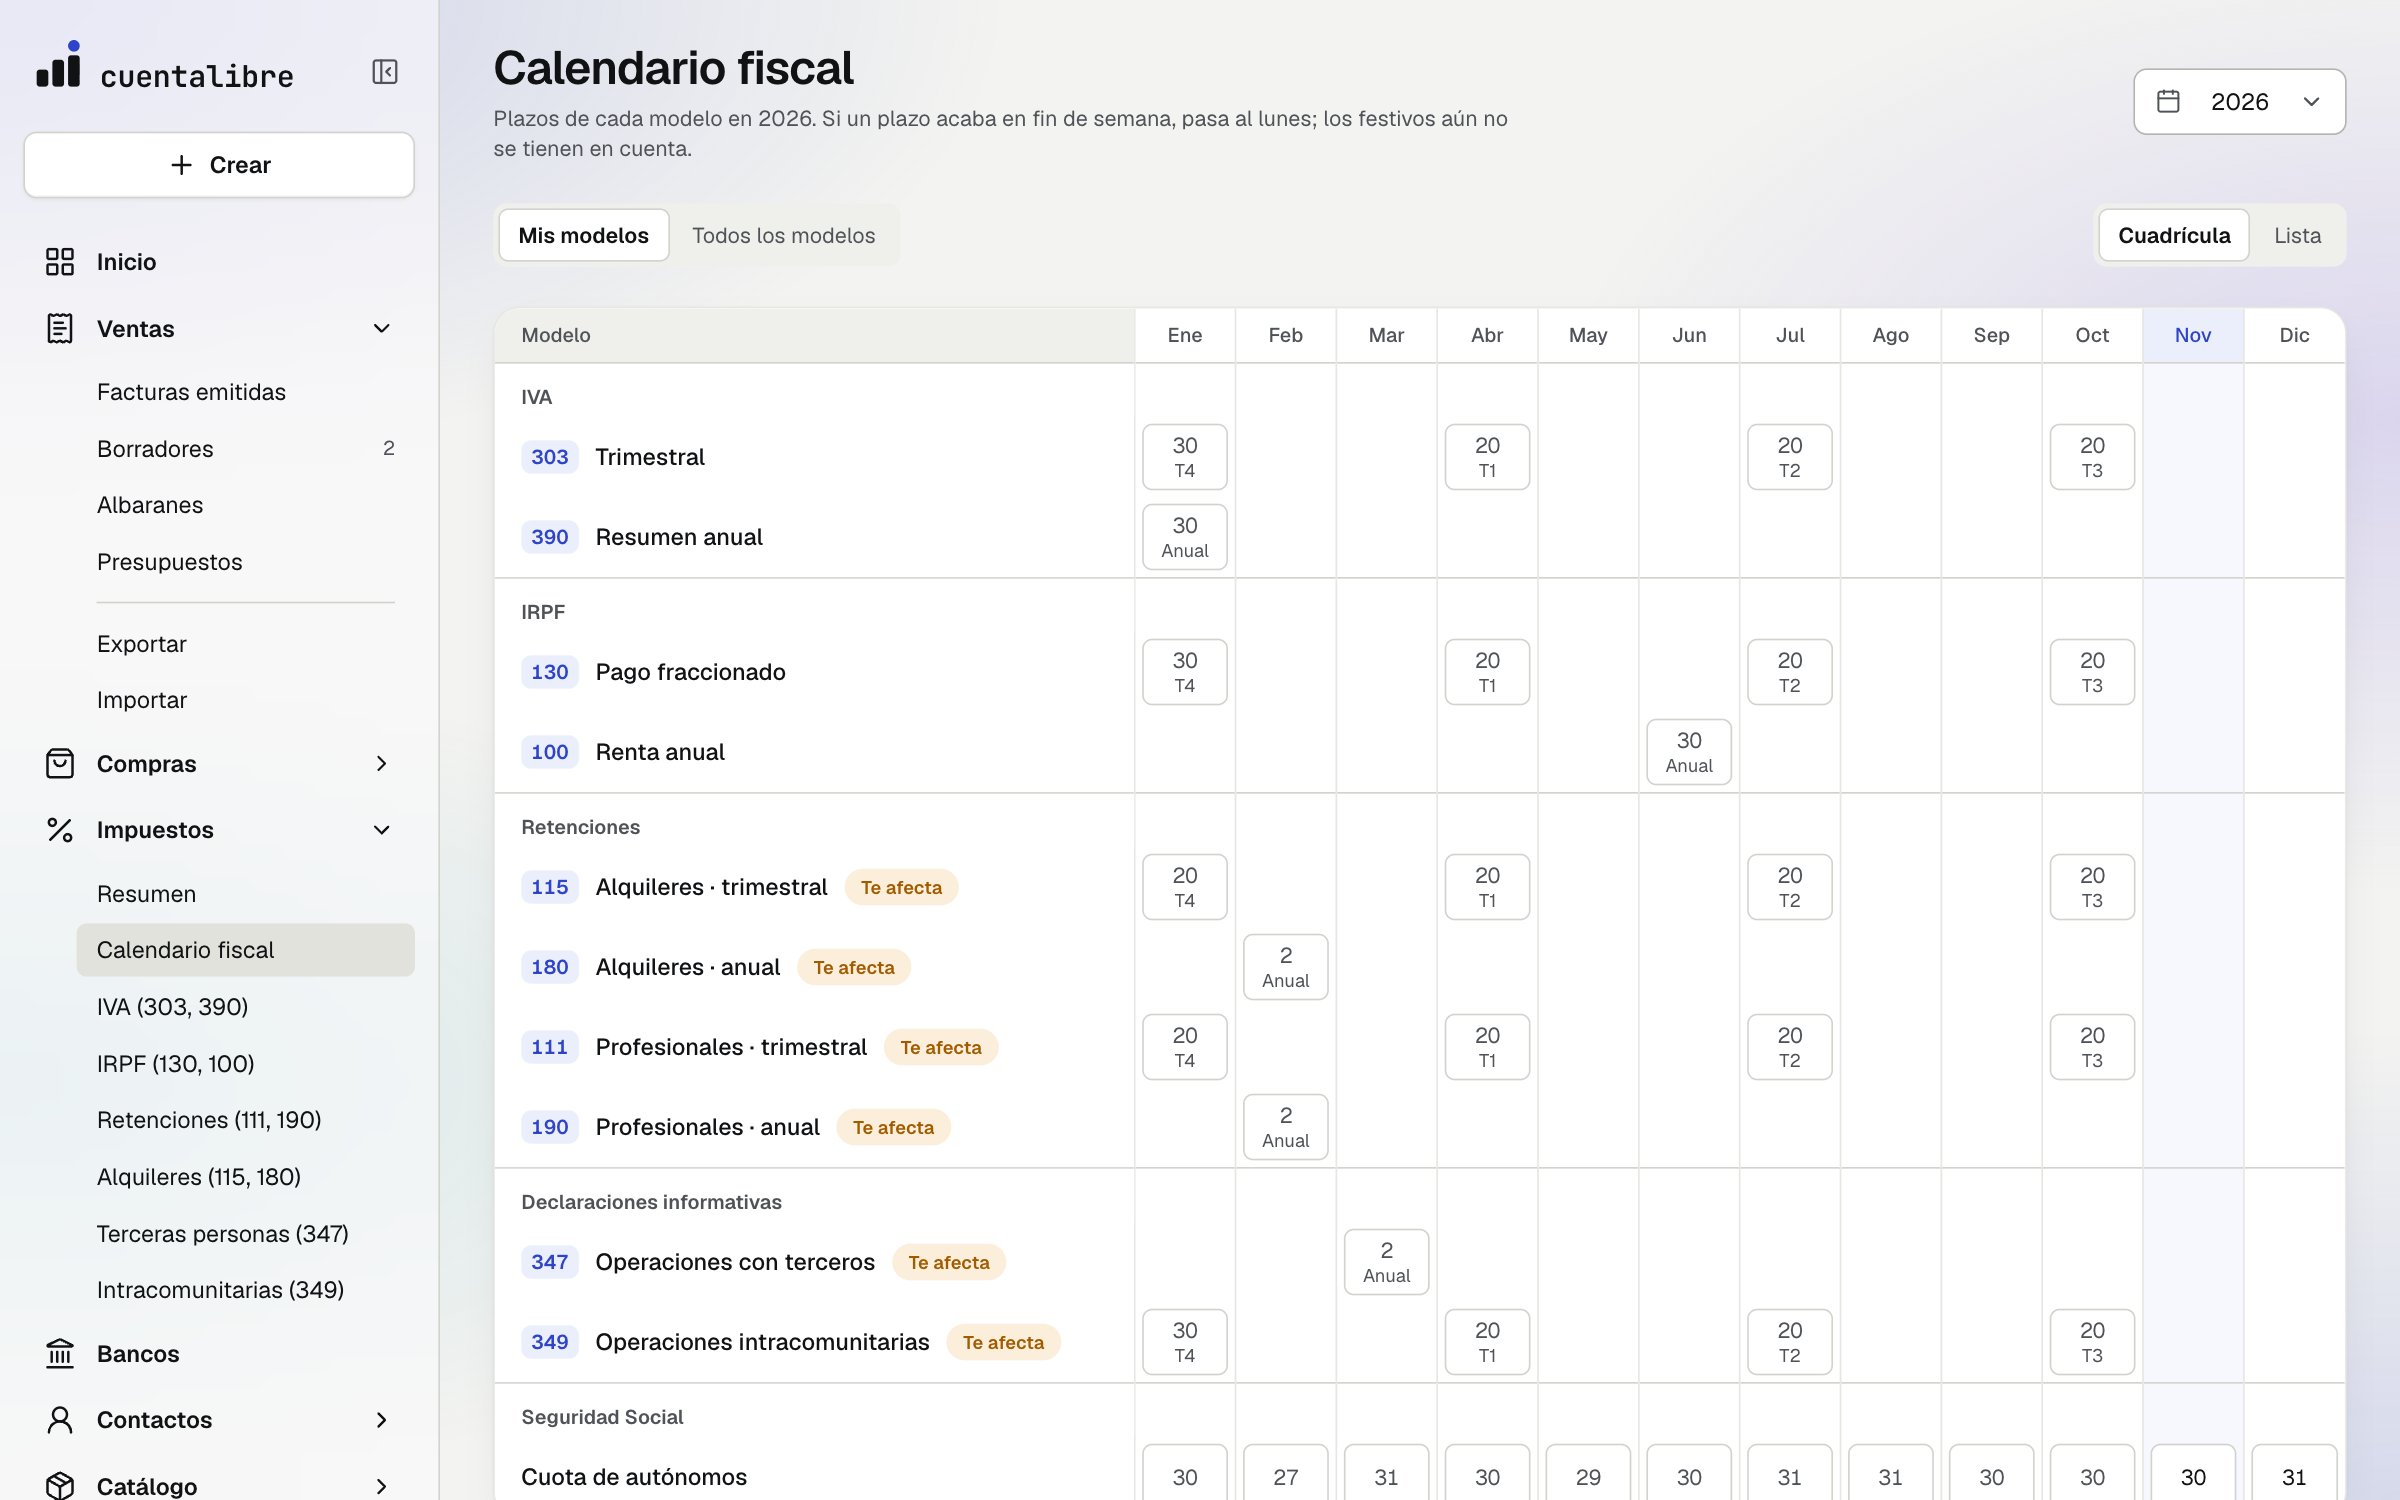 cuentalibre
Crear
Inicio
Ventas
Facturas emitidas
Borradores 2
Albaranes
Presupuestos
Exportar
Importar
Compras
Impuestos
Resumen
Calendario fiscal
IVA (303, 390)
IRPF (130, 100)
Retenciones (111, 190)
Alquileres (115, 180)
Terceras personas (347)
Intracomunitarias (349)
Bancos
Contactos
Catálogo
Calendario fiscal
Plazos de cada modelo en 2026. Si un plazo acaba en fin de semana, pasa al lunes; los festivos aún no
se tienen en cuenta.
2026
Mis modelos Todos los modelos
Cuadrícula Lista
Modelo Ene Feb Mar Abr May Jun Jul Ago Sep Oct Nov Dic
IVA
303 Trimestral 30 T4 20 T1 20 T2 20 T3
390 Resumen anual 30 Anual
IRPF
130 Pago fraccionado 30 T4 20 T1 20 T2 20 T3
100 Renta anual 30 Anual
Retenciones
115 Alquileres · trimestral Te afecta 20 T4 20 T1 20 T2 20 T3
180 Alquileres · anual Te afecta 2 Anual
111 Profesionales · trimestral Te afecta 20 T4 20 T1 20 T2 20 T3
190 Profesionales · anual Te afecta 2 Anual
Declaraciones informativas
347 Operaciones con terceros Te afecta 2 Anual
349 Operaciones intracomunitarias Te afecta 30 T4 20 T1 20 T2 20 T3
Seguridad Social
Cuota de autónomos 30 27 31 30 29 30 31 31 30 30 30 31